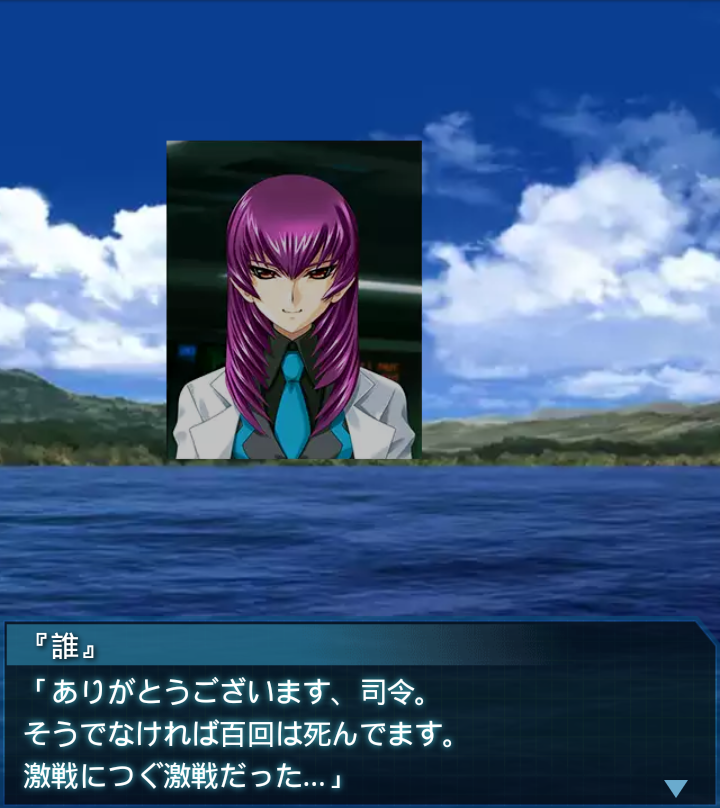 『誰』
「ありがとうございます、司令。
そうでなければ百回は死んでます。
激戦につぐ激戦だった…」